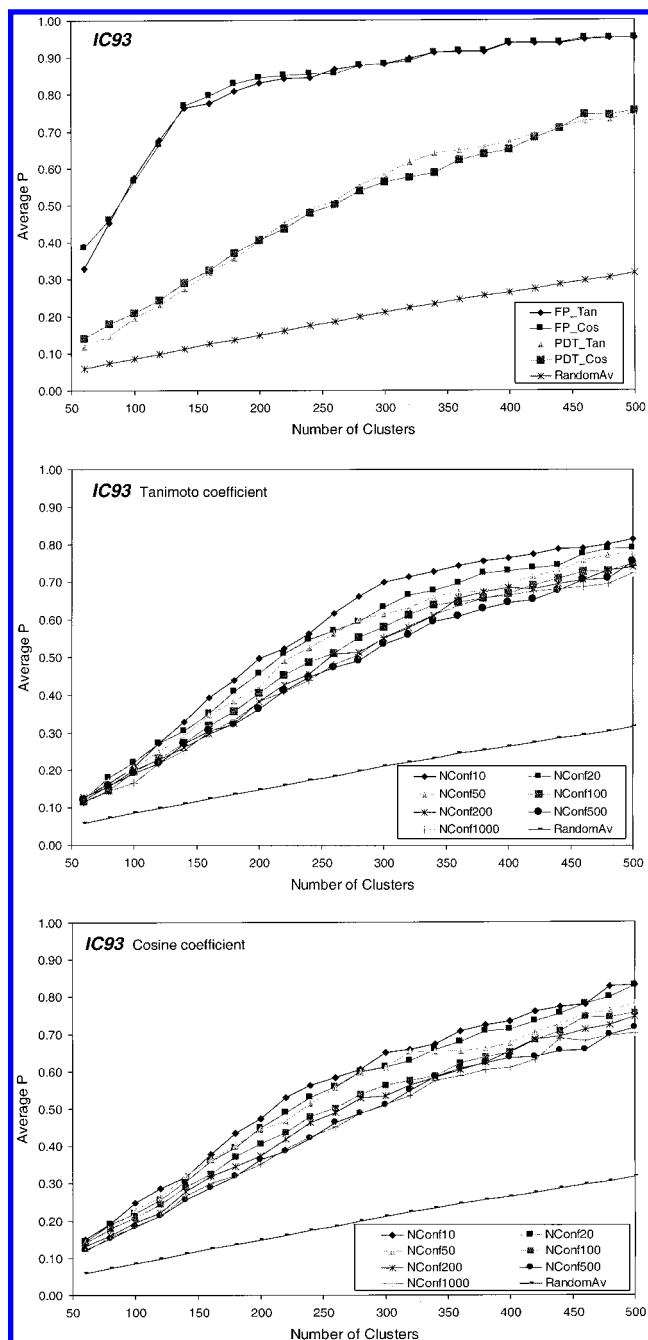 IC93
1.00
0.90
0.80
0.70
0.60
0.50
0.40
0.30
0.20
0.10
0.00
Average P
50 100 150 200 250 300 350 400 450 500
Number of Clusters
FP_Tan
FP_Cos
PDT_Tan
PDT_Cos
RandomAv
IC93 Tanimoto coefficient
1.00
0.90
0.80
0.70
0.60
0.50
0.40
0.30
0.20
0.10
0.00
Average P
50 100 150 200 250 300 350 400 450 500
Number of Clusters
NConf10 NConf20
NConf50 NConf100
NConf200 NConf500
NConf1000 RandomAv
IC93 Cosine coefficient
1.00
0.90
0.80
0.70
0.60
0.50
0.40
0.30
0.20
0.10
0.00
Average P
50 100 150 200 250 300 350 400 450 500
Number of Clusters
NConf10 NConf20
NConf50 NConf100
NConf200 NConf500
NConf1000 RandomAv